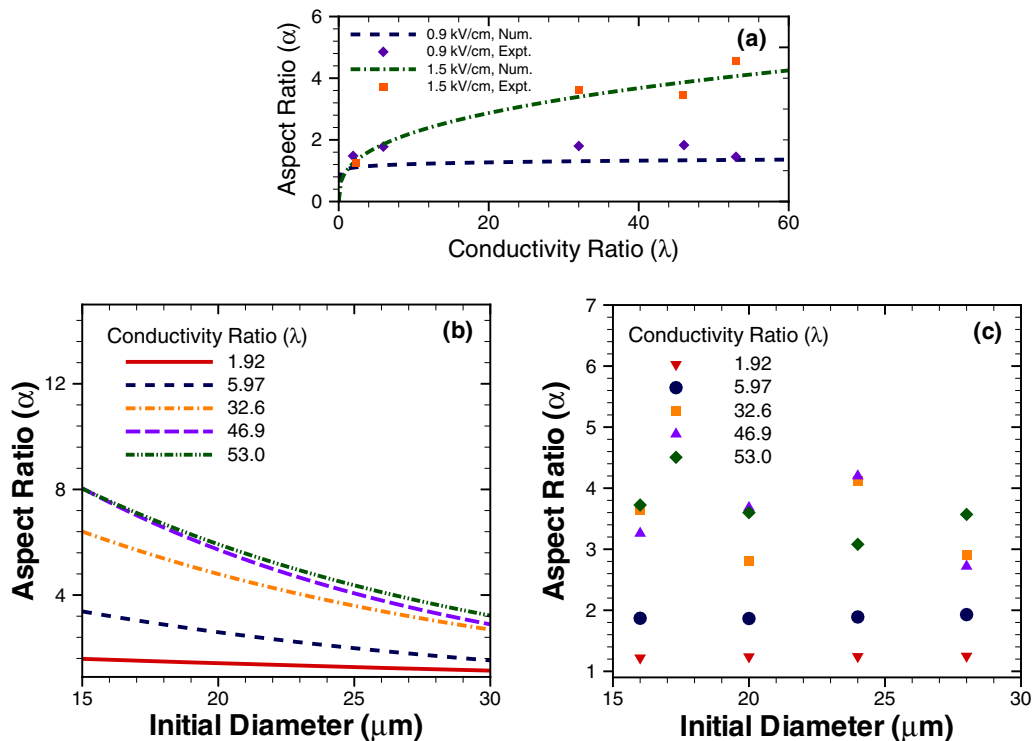 6
4
2
0
Aspect Ratio (α)
0.9 kV/cm, Num.
0.9 kV/cm, Expt.
1.5 kV/cm, Num.
1.5 kV/cm, Expt.
(a)
0 20 40 60
Conductivity Ratio (λ)
12
8
4
Aspect Ratio (α)
(b)
Conductivity Ratio (λ)
1.92
5.97
32.6
46.9
53.0
15 20 25 30
Initial Diameter (μm)
7
6
5
4
3
2
1
Aspect Ratio (α)
(c)
Conductivity Ratio (λ)
1.92
5.97
32.6
46.9
53.0
15 20 25 30
Initial Diameter (μm)